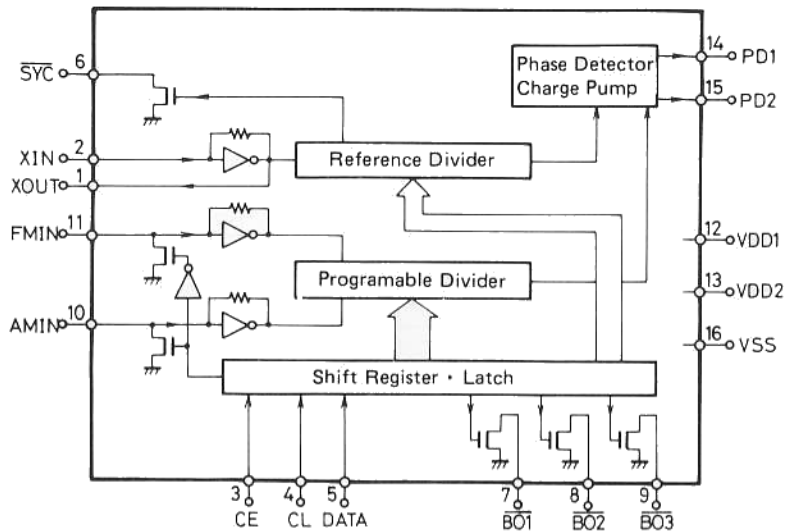 14
PD1
Phase Detector
Charge Pump
15
PD2
6
SYC
2
XIN
Reference Divider
1
XOUT
11
FMIN
12
VDD1
Programable Divider
13
VDD2
10
AMIN
16
VSS
Shift Register · Latch
3
4
5
7
8
9
CE
CL
DATA
BO1
BO2
BO3